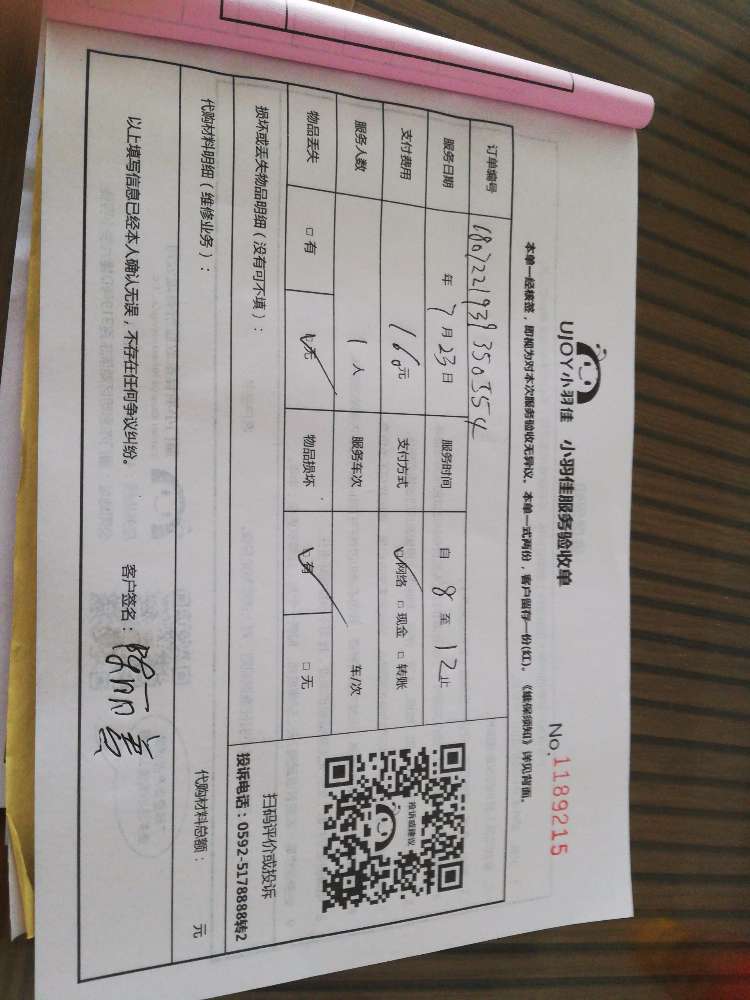 UJOY小羽佳 小羽佳服务验收单
No.1189215
本单一经核签，即视为对本次服务验收无异议。本单一式两份，客户留存一份(红)。《维保须知》详见背面。
订单编号 1807221939350354
服务日期 年 7 月 23 日 服务时间 自 8 至 12 止
支付费用 160 元 支付方式 网络 现金 转账
服务人数 1 人 服务车次 车/次
物品丢失 有 无 物品损坏 有 无
投诉或建议
扫码评价或投诉
投诉电话：0592-5178888转2
损坏或丢失物品明细（没有可不填）：
代购材料明细（维修业务）： 代购材料总额： 元
以上填写信息已经本人确认无误，不存在任何争议纠纷。 客户签名：